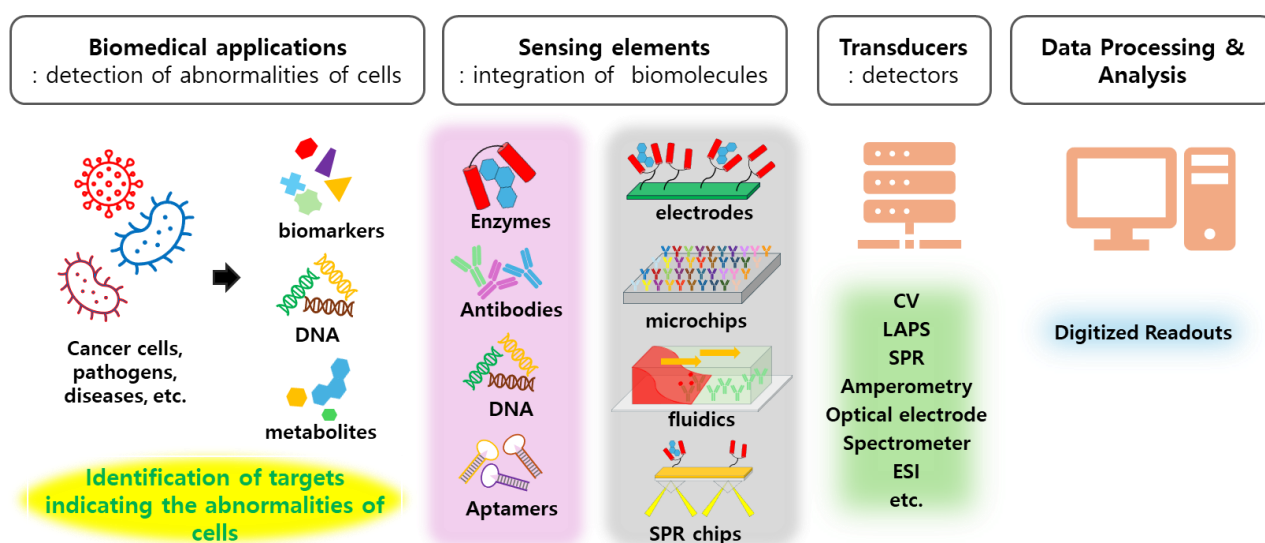 Biomedical applications
: detection of abnormalities of cells
Sensing elements
: integration of biomolecules
Transducers
: detectors
Data Processing &
Analysis
Cancer cells,
pathogens,
diseases, etc.
biomarkers
DNA
metabolites
Identification of targets
indicating the abnormalities of
cells
Enzymes
Antibodies
DNA
Aptamers
electrodes
microchips
fluidics
SPR chips
CV
LAPS
SPR
Amperometry
Optical electrode
Spectrometer
ESI
etc.
Digitized Readouts